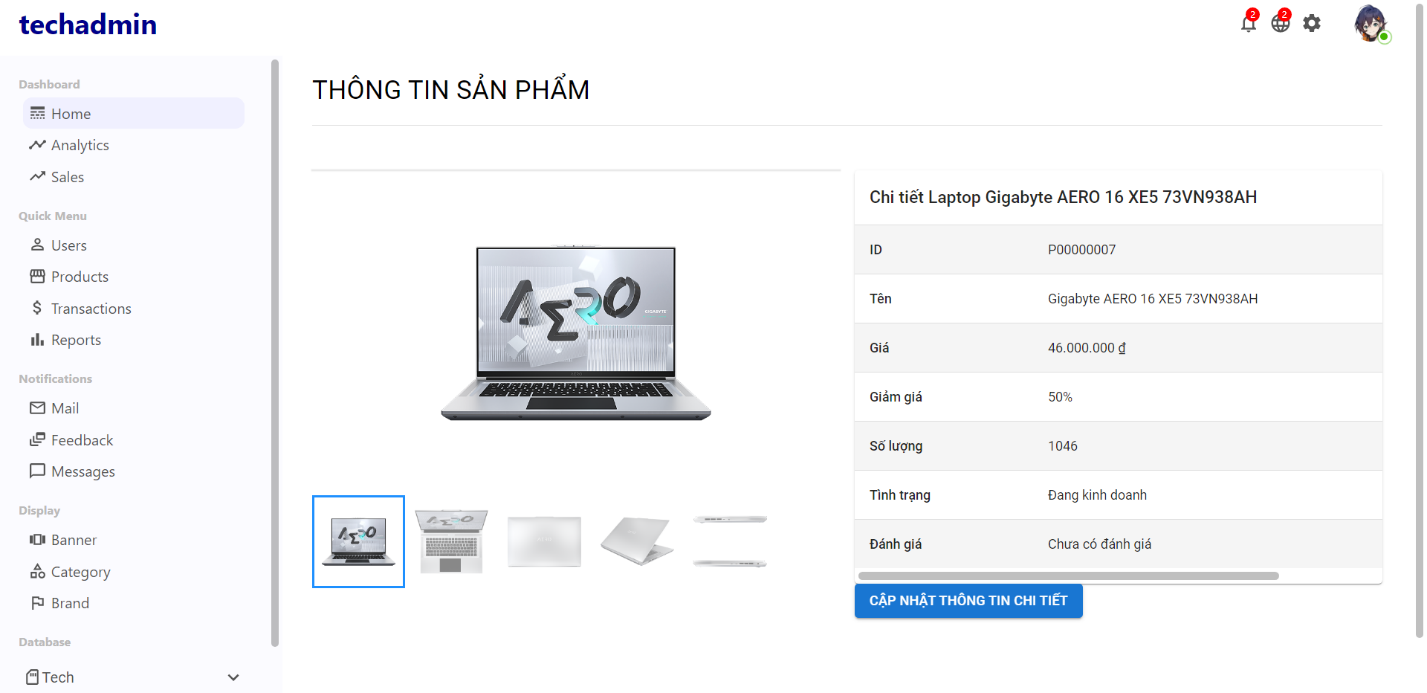 techadmin
2
2
Dashboard
Home
Analytics
Sales
Quick Menu
Users
Products
Transactions
Reports
Notifications
Mail
Feedback
Messages
Display
Banner
Category
Brand
Database
Tech
THÔNG TIN SẢN PHẨM
AERO
GIGABYTE
AERO
Chi tiết Laptop Gigabyte AERO 16 XE5 73VN938AH
ID P00000007
Tên Gigabyte AERO 16 XE5 73VN938AH
Giá 46.000.000 ₫
Giảm giá 50%
Số lượng 1046
Tình trạng Đang kinh doanh
Đánh giá Chưa có đánh giá
CẬP NHẬT THÔNG TIN CHI TIẾT